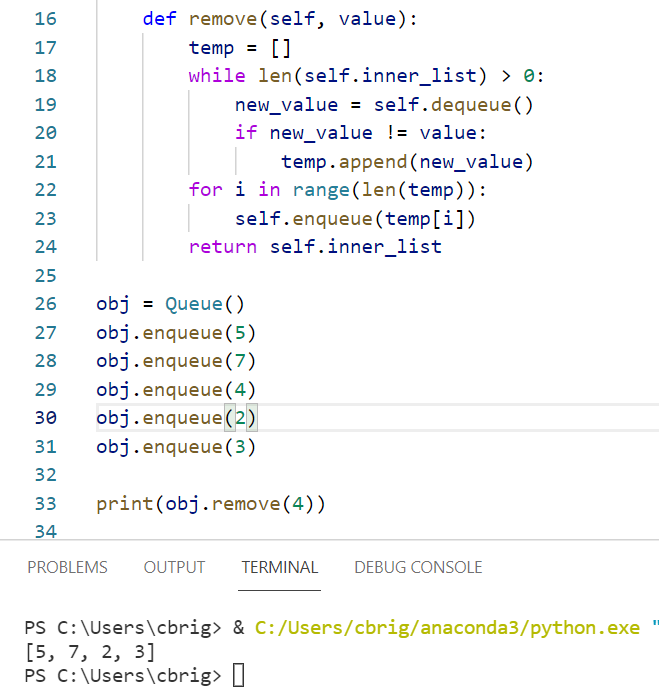 16 def remove(self, value):
17 temp = []
18 while len(self.inner_list) > 0:
19 new_value = self.dequeue()
20 if new_value != value:
21 temp.append(new_value)
22 for i in range(len(temp)):
23 self.enqueue(temp[i])
24 return self.inner_list
25
26 obj = Queue()
27 obj.enqueue(5)
28 obj.enqueue(7)
29 obj.enqueue(4)
30 obj.enqueue(2)
31 obj.enqueue(3)
32
33 print(obj.remove(4))
34
PROBLEMS OUTPUT TERMINAL DEBUG CONSOLE
PS C:\Users\cbrig> & C:/Users/cbrig/anaconda3/python.exe "
[5, 7, 2, 3]
PS C:\Users\cbrig>